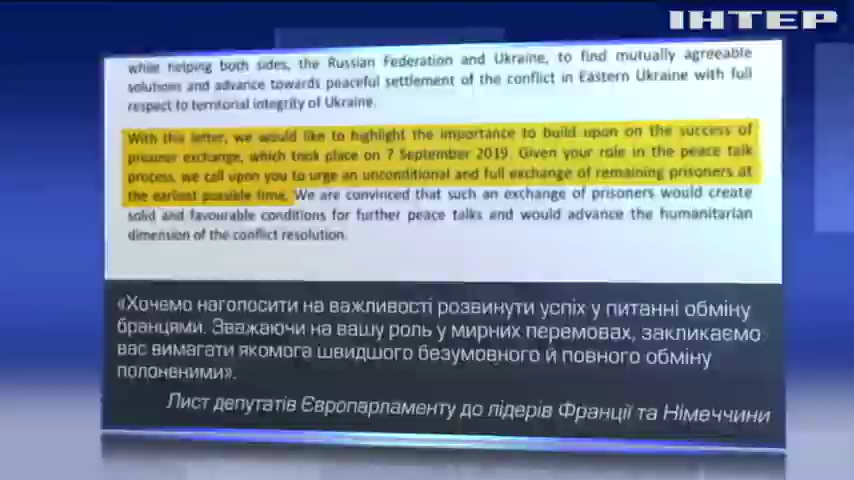 ІНТЕР
while helping both sides, the Russian Federation and Ukraine, to find mutually agreeable
solutions and advance towards peaceful settlement of the conflict in Eastern Ukraine with full
respect to territorial integrity of Ukraine.
With this letter, we would like to highlight the importance to build upon on the success of
prisoner exchange, which took place on 7 September 2019. Given your role in the peace talk
process, we call upon you to urge an unconditional and full exchange of remaining prisoners at
the earliest possible time. We are convinced that such an exchange of prisoners would create
solid and favourable conditions for further peace talks and would advance the humanitarian
dimension of the conflict resolution.
«Хочемо наголосити на важливості розвинути успіх у питанні обміну
бранцями. Зважаючи на вашу роль у мирних перемовах, закликаємо
вас вимагати якомога швидшого безумовного й повного обміну
полоненими».
Лист депутатів Європарламенту до лідерів Франції та Німеччини